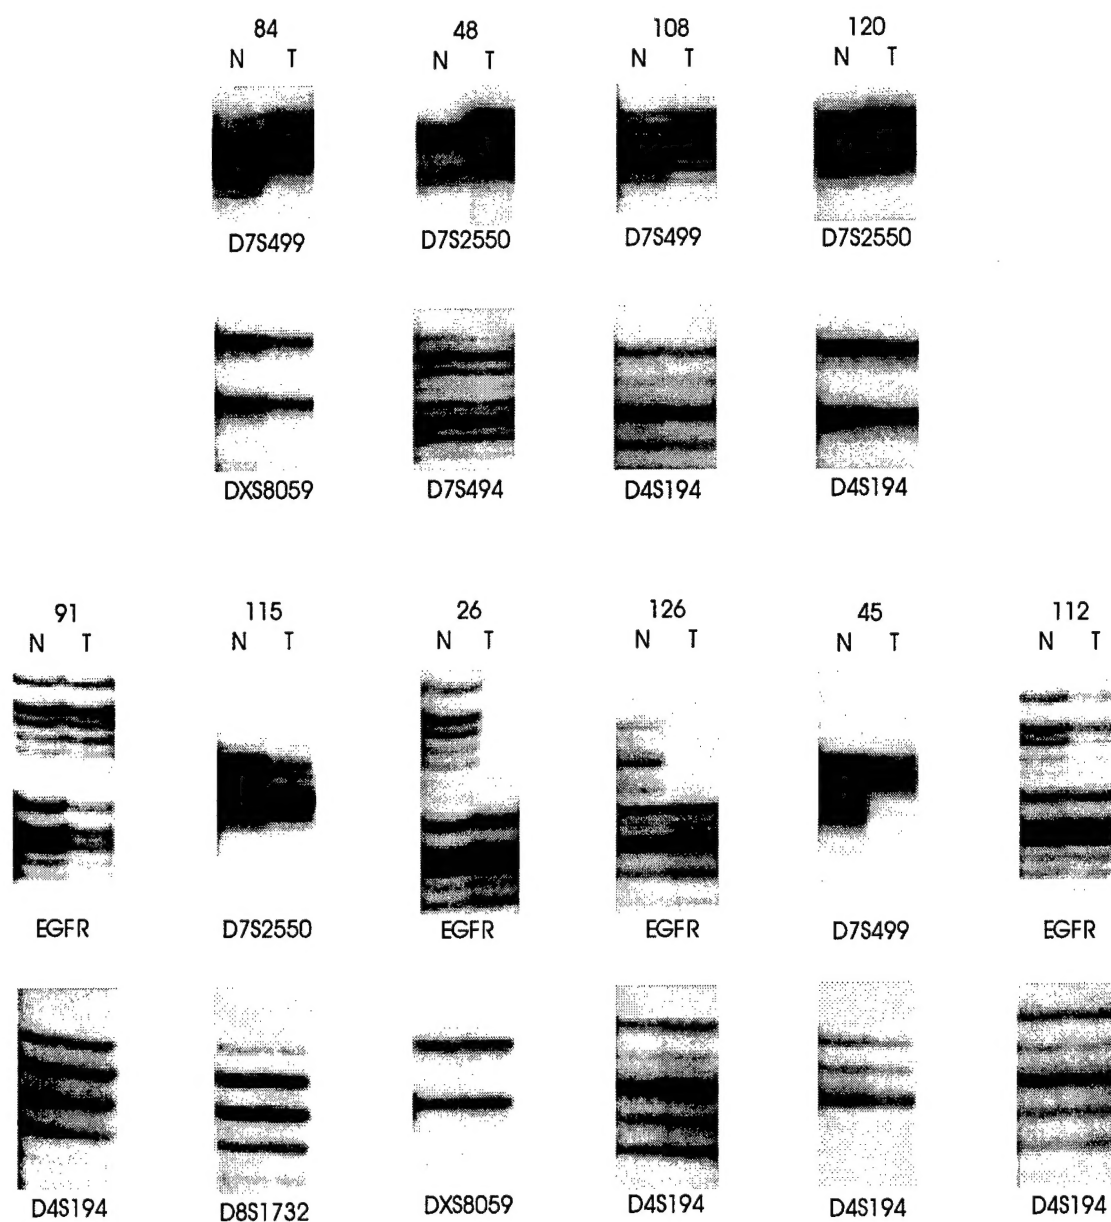 84 48 108 120
N T N T N T N T
D7S499 D7S2550 D7S499 D7S2550
DXS8059 D7S494 D4S194 D4S194
91 115 26 126 45 112
N T N T N T N T N T N T
EGFR D7S2550 EGFR EGFR D7S499 EGFR
D4S194 D8S1732 DXS8059 D4S194 D4S194 D4S194